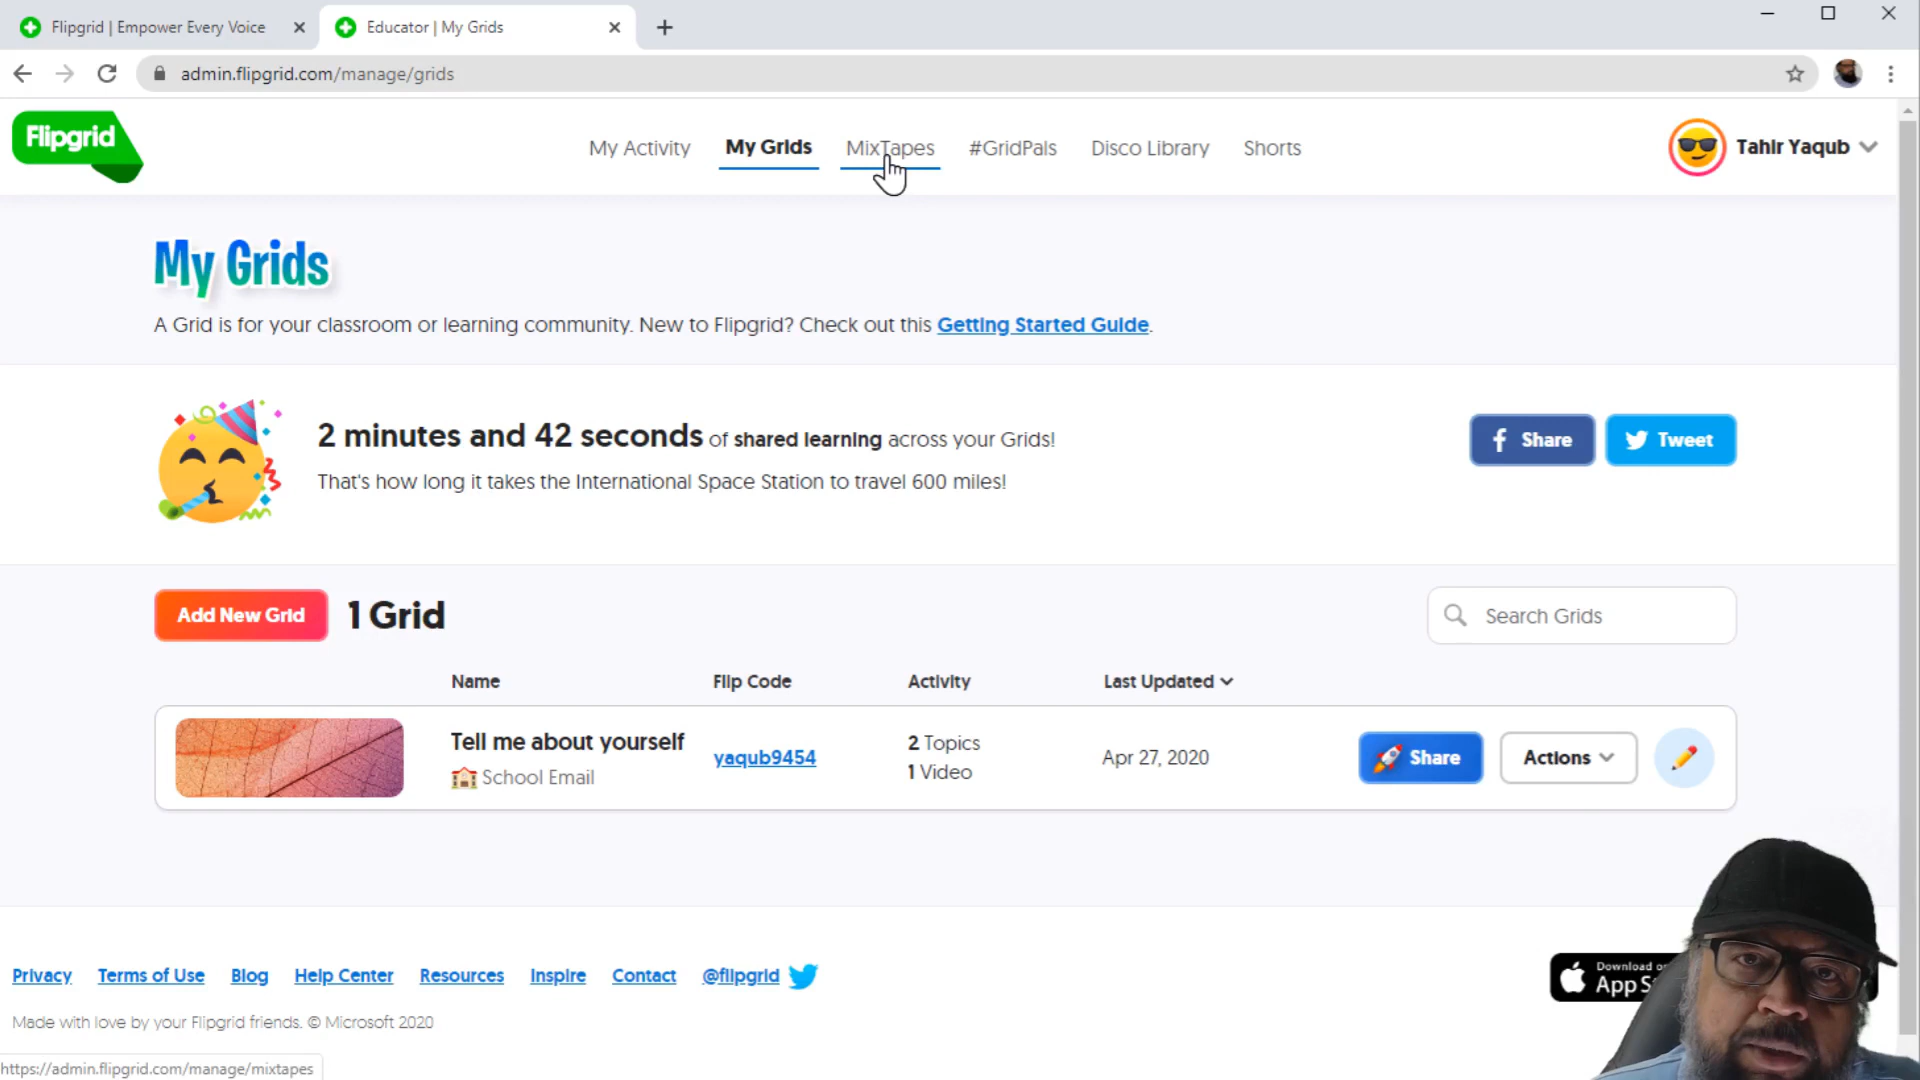 Flipgrid | Empower Every Voice
Educator | My Grids
admin.flipgrid.com/manage/grids
Flipgrid
My Activity
My Grids
MixTapes
#GridPals
Disco Library
Shorts
Tahir Yaqub
My Grids
A Grid is for your classroom or learning community. New to Flipgrid? Check out this Getting Started Guide.
2 minutes and 42 seconds of shared learning across your Grids!
That's how long it takes the International Space Station to travel 600 miles!
Share
Tweet
Add New Grid
1 Grid
Search Grids
Name
Flip Code
Activity
Last Updated
Tell me about yourself
School Email
yaqub9454
2 Topics
1 Video
Apr 27, 2020
Share
Actions
Privacy
Terms of Use
Blog
Help Center
Resources
Inspire
Contact
@flipgrid
Download
App
Made with love by your Flipgrid friends. © Microsoft 2020
https://admin.flipgrid.com/manage/mixtapes